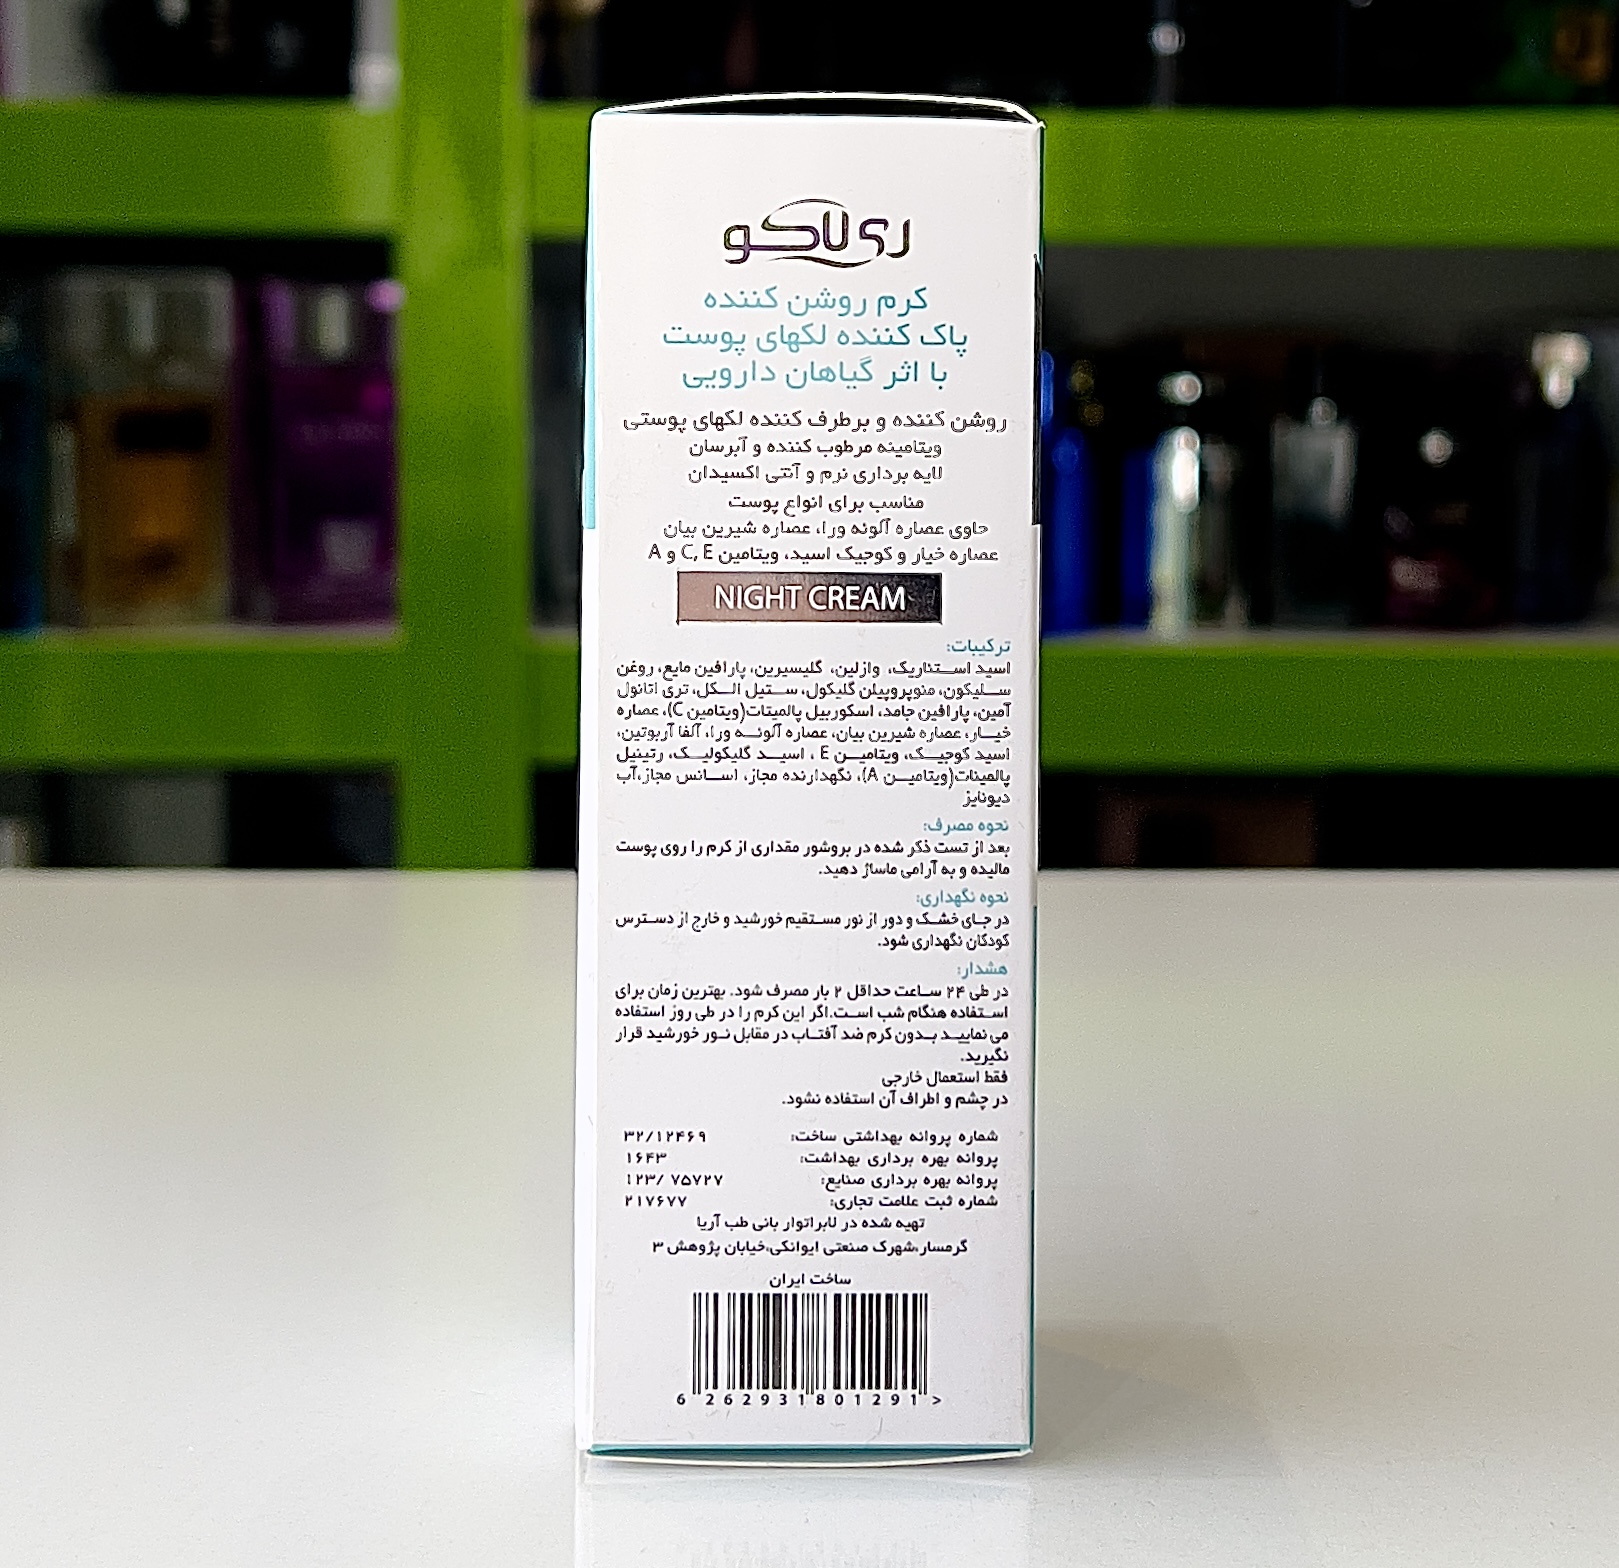 ری لاکو
کرم روشن کننده
پاک کننده لکهای پوست
با اثر گیاهان دارویی
روشن کننده و برطرف کننده لکهای پوستی
ویتامینه مرطوب کننده و آبرسان
لایه برداری نرم و آنتی اکسیدان
مناسب برای انواع پوست
حاوی عصاره آلوئه ورا، عصاره شیرین بیان
عصاره خیار و کوجیک اسید، ویتامین C, E و A
NIGHT CREAM
ترکیبات:
اسید استئاریک، وازلین، گلیسیرین، پارافین مایع، روغن
سلیکون، منوپروپیلن گلیکول، ستیل الکل، تری اتانول
آمین، پارافین جامد، اسکوربیل پالمیتات(ویتامین C)، عصاره
خیار، عصاره شیرین بیان، عصاره آلوئه ورا، آلفا آربوتین،
اسید کوجیک، ویتامین E ، اسید گلیکولیک، رتینیل
پالمیتات(ویتامین A)، نگهدارنده مجاز، اسانس مجاز،آب
دیونایز
نحوه مصرف:
بعد از تست ذکر شده در بروشور مقداری از کرم را روی پوست
مالیده و به آرامی ماساژ دهید.
نحوه نگهداری:
در جای خشک و دور از نور مستقیم خورشید و خارج از دسترس
کودکان نگهداری شود.
هشدار:
در طی ۲۴ ساعت حداقل ۲ بار مصرف شود. بهترین زمان برای
استفاده هنگام شب است.اگر این کرم را در طی روز استفاده
می نمایید بدون کرم ضد آفتاب در مقابل نور خورشید قرار
نگیرید.
فقط استعمال خارجی
در چشم و اطراف آن استفاده نشود.
شماره پروانه بهداشتی ساخت: ۳۲/۱۲۴۶۹
پروانه بهره برداری بهداشت: ۱۶۴۳
پروانه بهره برداری صنایع: ۱۲۳/ ۷۵۷۲۷
شماره ثبت علامت تجاری: ۲۱۷۶۷۷
تهیه شده در لابراتوار بانی طب آریا
گرمسار،شهرک صنعتی ایوانکی،خیابان پژوهش ۳
ساخت ایران
6 262931801291 >